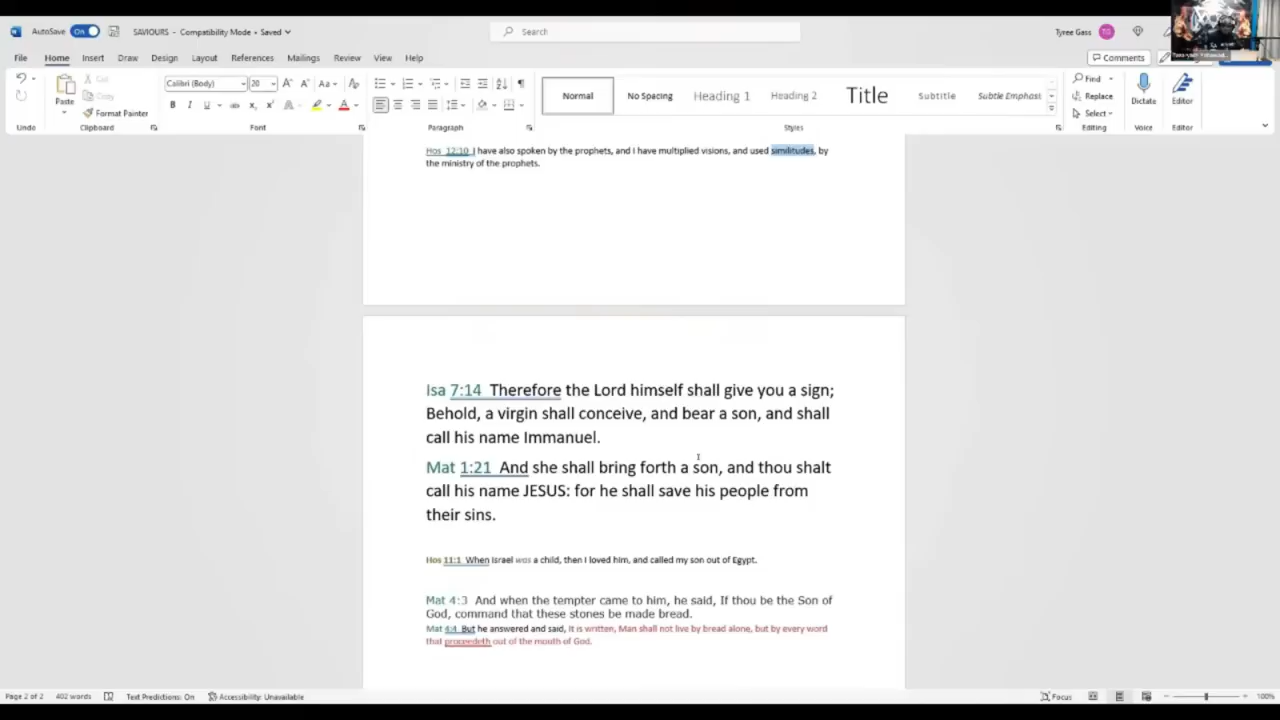 AutoSave On SAVIOURS - Compatibility Mode • Saved Search Tyree Gass TG
File Home Insert Draw Design Layout References Mailings Review View Help Comments
Paste Cut Copy Format Painter
Calibri (Body) 20
Normal No Spacing Heading 1 Heading 2 Title Subtitle Subtle Emphasis
Find Replace Select Dictate Editor
Undo Clipboard Font Paragraph Styles Editing Voice Editor
Hos 12:10 I have also spoken by the prophets, and I have multiplied visions, and used similitudes, by
the ministry of the prophets.
Isa 7:14 Therefore the Lord himself shall give you a sign;
Behold, a virgin shall conceive, and bear a son, and shall
call his name Immanuel.
Mat 1:21 And she shall bring forth a son, and thou shalt
call his name JESUS: for he shall save his people from
their sins.
Hos 11:1 When Israel was a child, then I loved him, and called my son out of Egypt.
Mat 4:3 And when the tempter came to him, he said, If thou be the Son of
God, command that these stones be made bread.
Mat 4:4 But he answered and said, It is written, Man shall not live by bread alone, but by every word
that proceedeth out of the mouth of God.
Page 2 of 2 402 words Text Predictions: On Accessibility: Unavailable Focus 100%